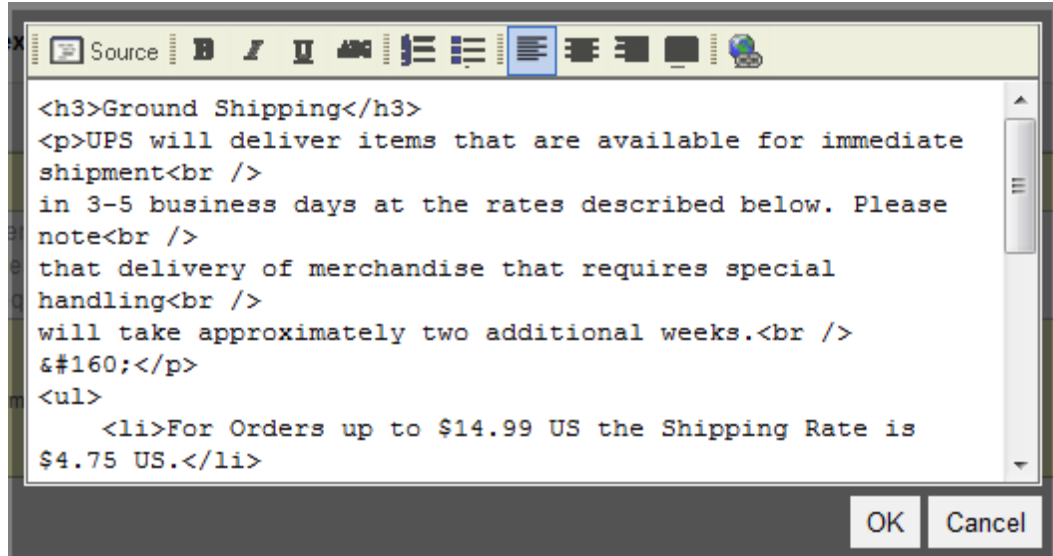 ex
Source B I U ABC
<h3>Ground Shipping</h3>
<p>UPS will deliver items that are available for immediate
shipment<br />
in 3-5 business days at the rates described below. Please
note<br />
that delivery of merchandise that requires special
handling<br />
will take approximately two additional weeks.<br />
&#160;</p>
<ul>
<li>For Orders up to $14.99 US the Shipping Rate is
$4.75 US.</li>
OK Cancel